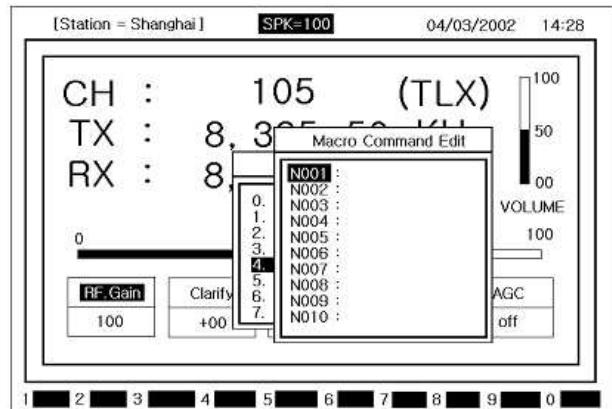 [Station = Shanghai] SPK=100 04/03/2002 14:28
CH : 105 (TLX)
TX : 8,
RX : 8,
100
50
00
VOLUME
Macro Command Edit
N001 :
N002 :
N003 :
N004 :
N005 :
N006 :
N007 :
N008 :
N009 :
N010 :
0.
1.
2.
3.
4.
5.
6.
7.
0 100
RF.Gain Clarify AGC
100 +00 off
1 2 3 4 5 6 7 8 9 0